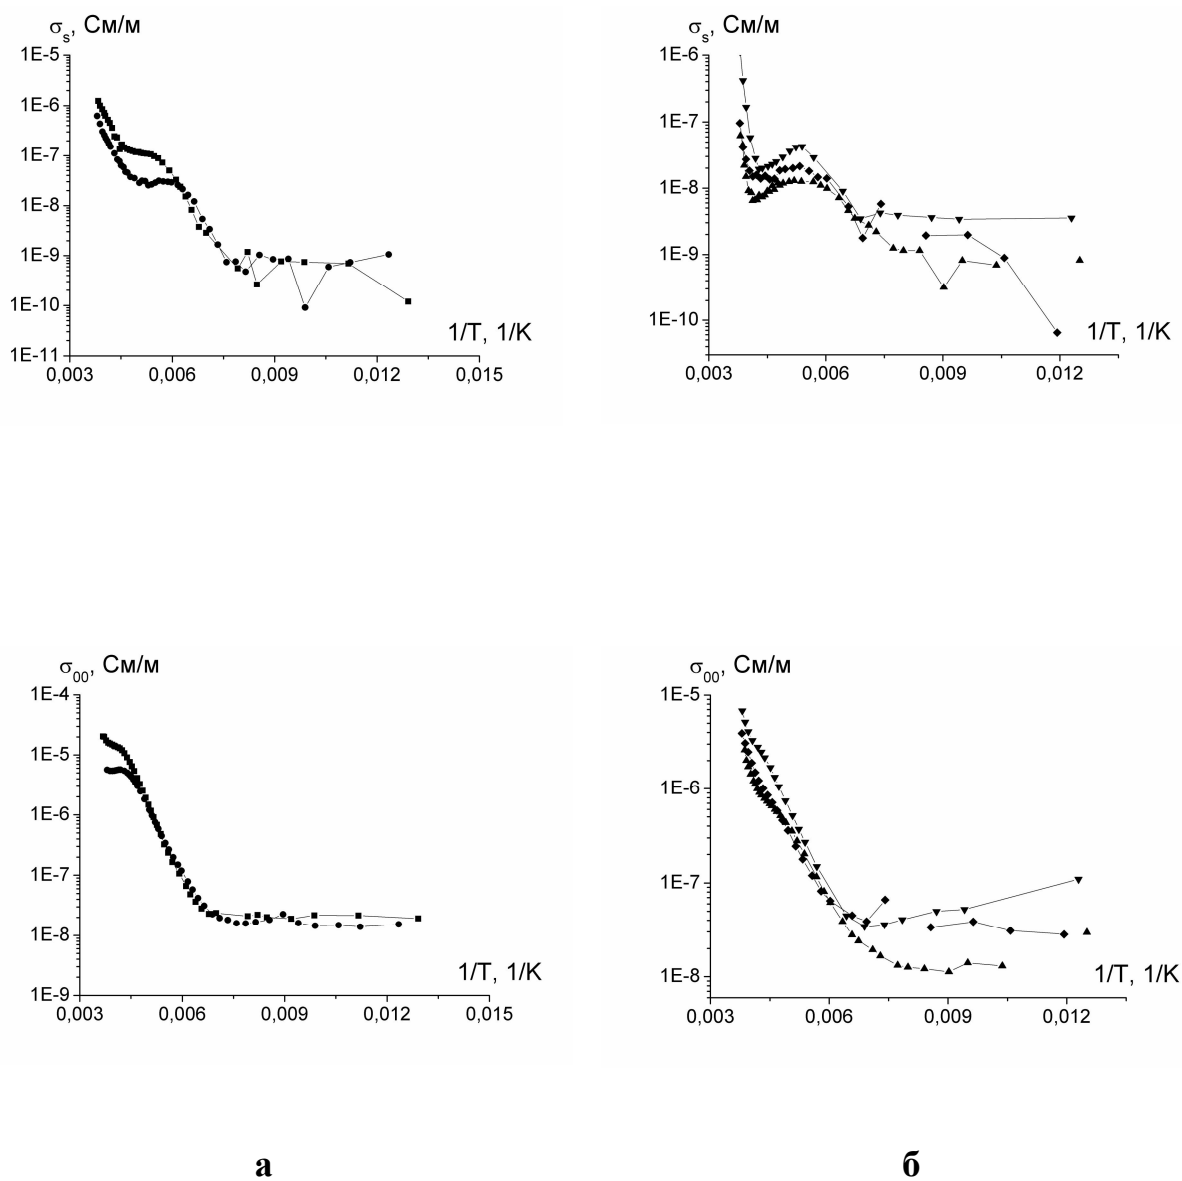 σs, См/м
1E-5
1E-6
1E-7
1E-8
1E-9
1E-10
1E-11
1/T, 1/K
0,003 0,006 0,009 0,012 0,015
σs, См/м
1E-6
1E-7
1E-8
1E-9
1E-10
1/T, 1/K
0,003 0,006 0,009 0,012
σ00, См/м
1E-4
1E-5
1E-6
1E-7
1E-8
1E-9
1/T, 1/K
0,003 0,006 0,009 0,012 0,015
σ00, См/м
1E-5
1E-6
1E-7
1E-8
1/T, 1/K
0,003 0,006 0,009 0,012
а
б